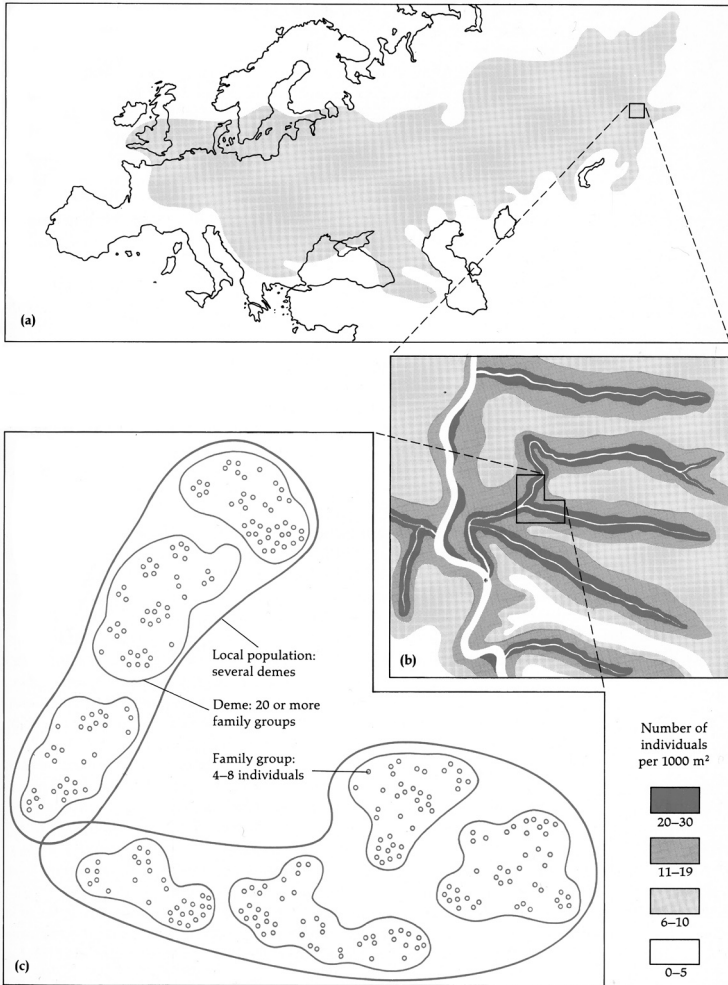 (a)
(b)
Local population:
several demes
Deme: 20 or more
family groups
Family group:
4–8 individuals
(c)
Number of
individuals
per 1000 m²
20–30
11–19
6–10
0–5